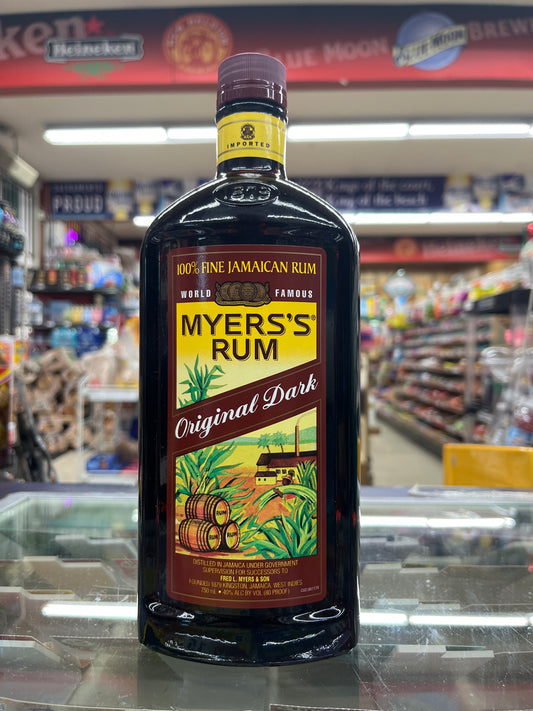 Heineken
BLUE MOON BREWE
BLUE MOON
PROUD
IMPORTED
100% FINE JAMAICAN RUM
WORLD FAMOUS
MYERS'S®
RUM
Original Dark
RUM
DISTILLED IN JAMAICA UNDER GOVERNMENT
SUPERVISION FOR SUCCESSORS TO
FRED L. MYERS & SON
FOUNDED 1879 KINGSTON, JAMAICA, WEST INDIES
750 mL • 40% ALC BY VOL (80 PROOF)